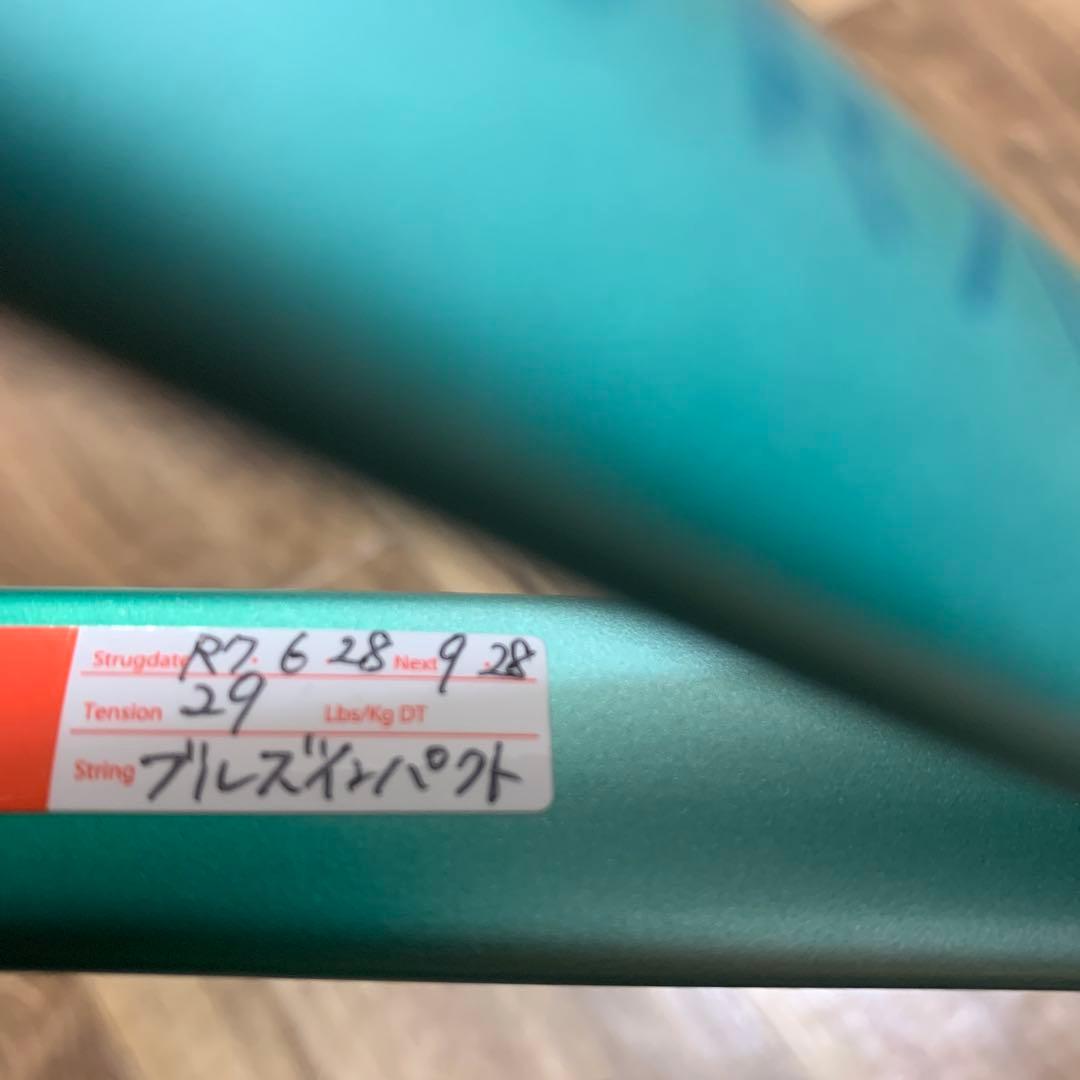 Strugdate R7. 6 . 28 Next 9 . 28
Tension 29 Lbs/Kg DT
String ブルズインパクト